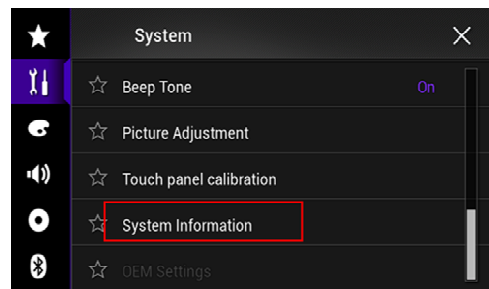 System
Beep Tone On
Picture Adjustment
Touch panel calibration
System Information
OEM Settings